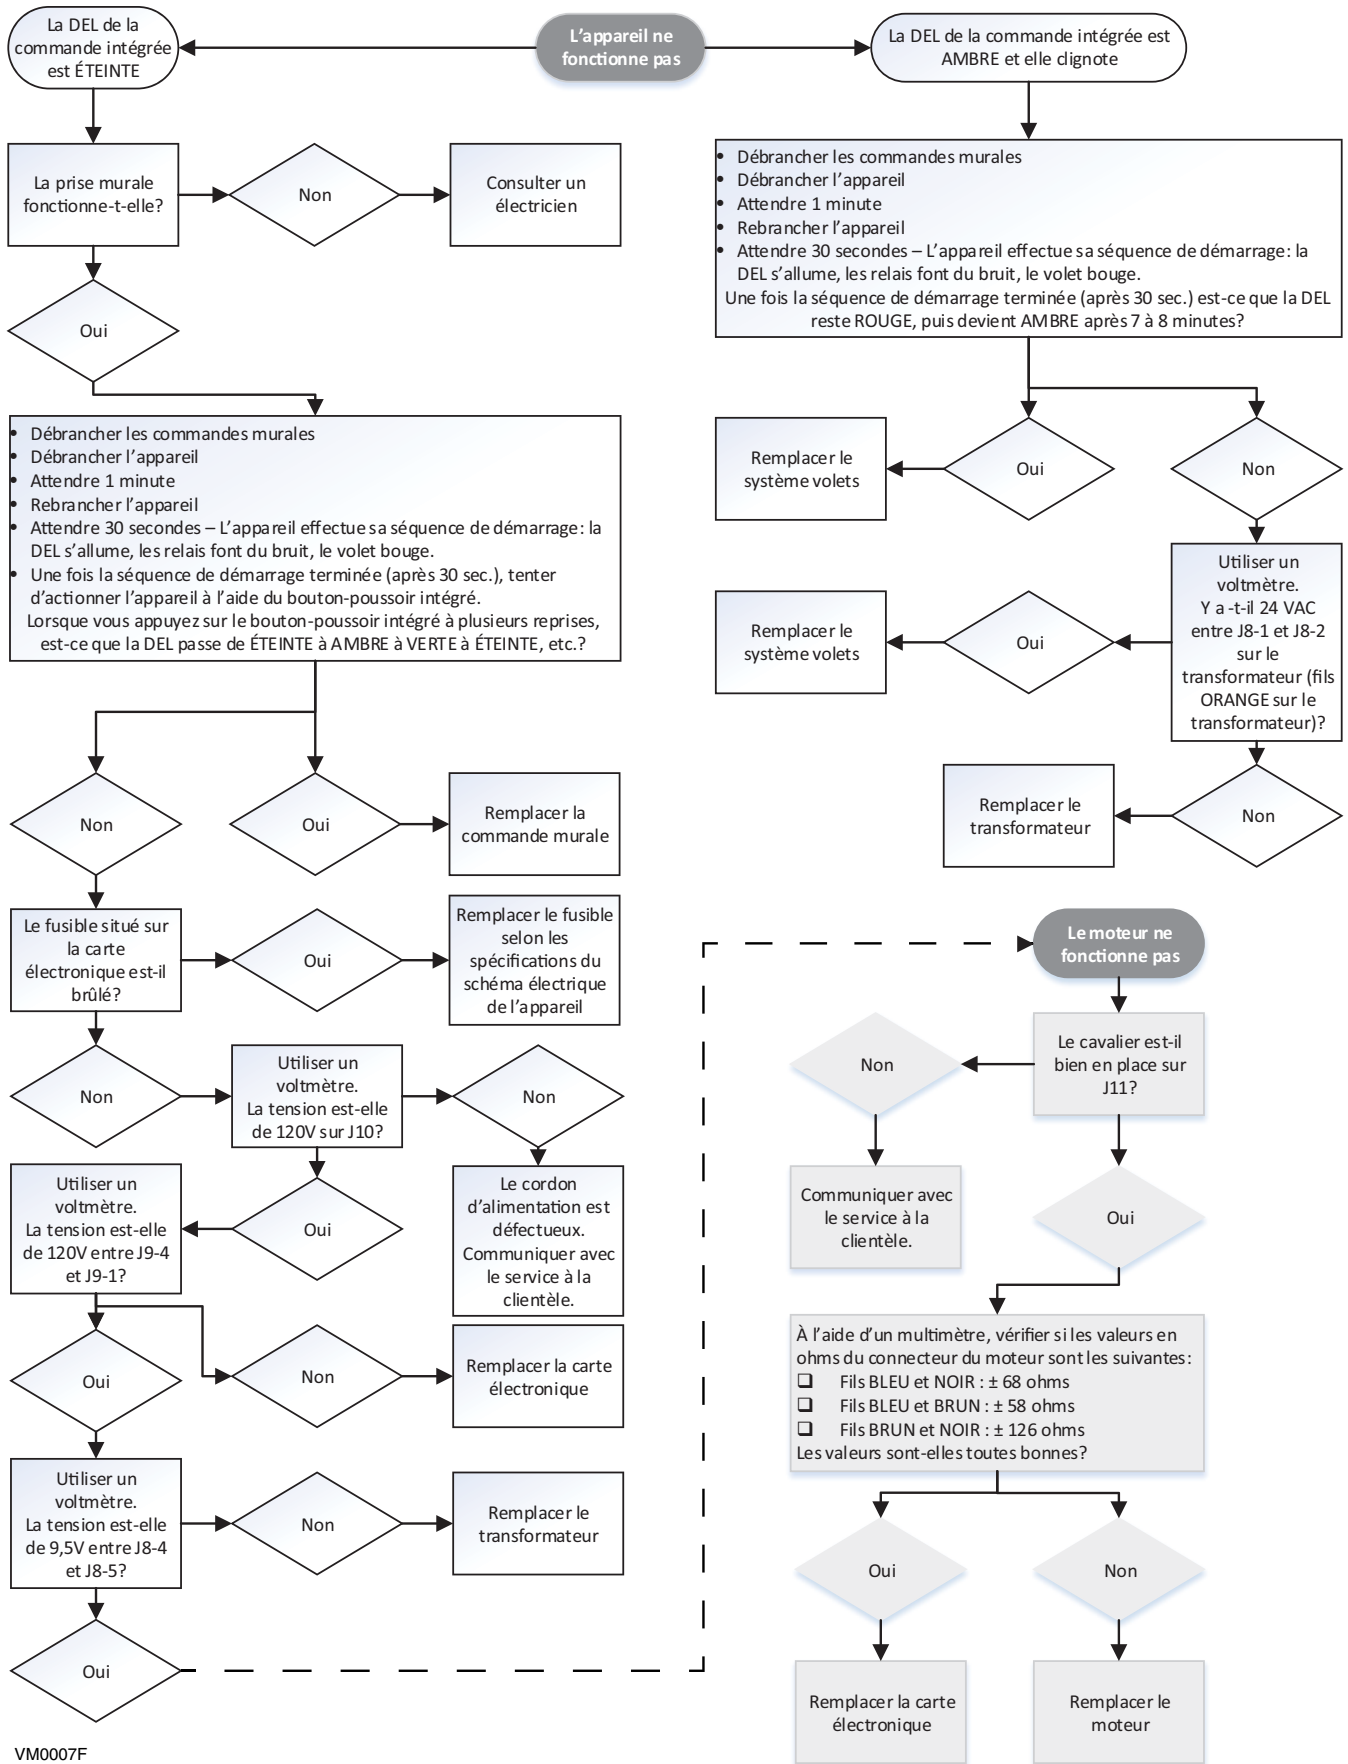 La DEL de la
commande intégrée
est ÉTEINTE
L'appareil ne
fonctionne pas
La DEL de la commande intégrée est
AMBRE et elle clignote
La prise murale
fonctionne-t-elle?
Non
Consulter un
électricien
Oui
• Débrancher les commandes murales
• Débrancher l'appareil
• Attendre 1 minute
• Rebrancher l'appareil
• Attendre 30 secondes – L'appareil effectue sa séquence de démarrage: la
DEL s'allume, les relais font du bruit, le volet bouge.
• Une fois la séquence de démarrage terminée (après 30 sec.), tenter
d'actionner l'appareil à l'aide du bouton-poussoir intégré.
Lorsque vous appuyez sur le bouton-poussoir intégré à plusieurs reprises,
est-ce que la DEL passe de ÉTEINTE à AMBRE à VERTE à ÉTEINTE, etc.?
Non
Oui
Remplacer la
commande murale
Le fusible situé sur
la carte
électronique est-il
brûlé?
Oui
Remplacer le fusible
selon les
spécifications du
schéma électrique
de l'appareil
Non
Utiliser un
voltmètre.
La tension est-elle
de 120V sur J10?
Non
Le cordon
d'alimentation est
défectueux.
Communiquer avec
le service à la
clientèle.
Oui
Utiliser un
voltmètre.
La tension est-elle
de 120V entre J9-4
et J9-1?
Oui
Non
Remplacer la carte
électronique
Utiliser un
voltmètre.
La tension est-elle
de 9,5V entre J8-4
et J8-5?
Non
Remplacer le
transformateur
Oui
• Débrancher les commandes murales
• Débrancher l'appareil
• Attendre 1 minute
• Rebrancher l'appareil
• Attendre 30 secondes – L'appareil effectue sa séquence de démarrage: la
DEL s'allume, les relais font du bruit, le volet bouge.
Une fois la séquence de démarrage terminée (après 30 sec.) est-ce que la DEL
reste ROUGE, puis devient AMBRE après 7 à 8 minutes?
Remplacer le
système volets
Oui
Non
Utiliser un
voltmètre.
Y a -t-il 24 VAC
entre J8-1 et J8-2
sur le
transformateur (fils
ORANGE sur le
transformateur)?
Oui
Remplacer le
système volets
Non
Remplacer le
transformateur
Le moteur ne
fonctionne pas
Le cavalier est-il
bien en place sur
J11?
Non
Communiquer avec
le service à la
clientèle.
Oui
À l'aide d'un multimètre, vérifier si les valeurs en
ohms du connecteur du moteur sont les suivantes:
❑ Fils BLEU et NOIR : ± 68 ohms
❑ Fils BLEU et BRUN : ± 58 ohms
❑ Fils BRUN et NOIR : ± 126 ohms
Les valeurs sont-elles toutes bonnes?
Oui
Non
Remplacer la carte
électronique
Remplacer le
moteur
VM0007F